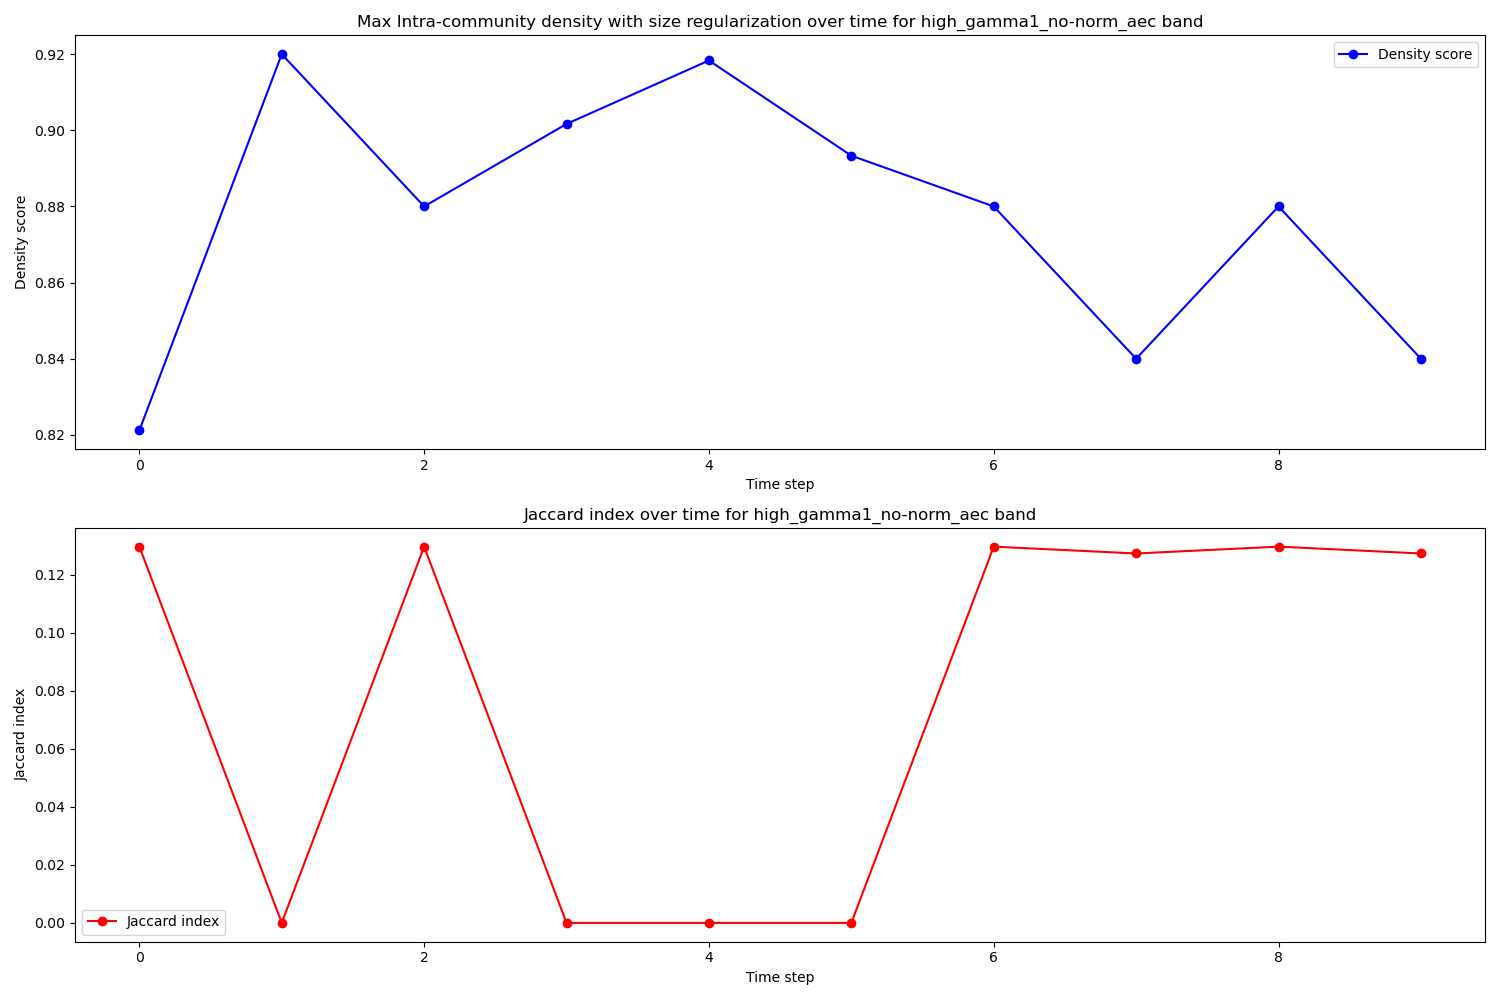 Max Intra-community density with size regularization over time for high_gamma1_no-norm_aec band
Density score
0.92
0.90
0.88
0.86
0.84
0.82
Density score
0 2 4 6 8
Time step
Jaccard index over time for high_gamma1_no-norm_aec band
0.12
0.10
0.08
0.06
0.04
0.02
0.00
Jaccard index
Jaccard index
0 2 4 6 8
Time step